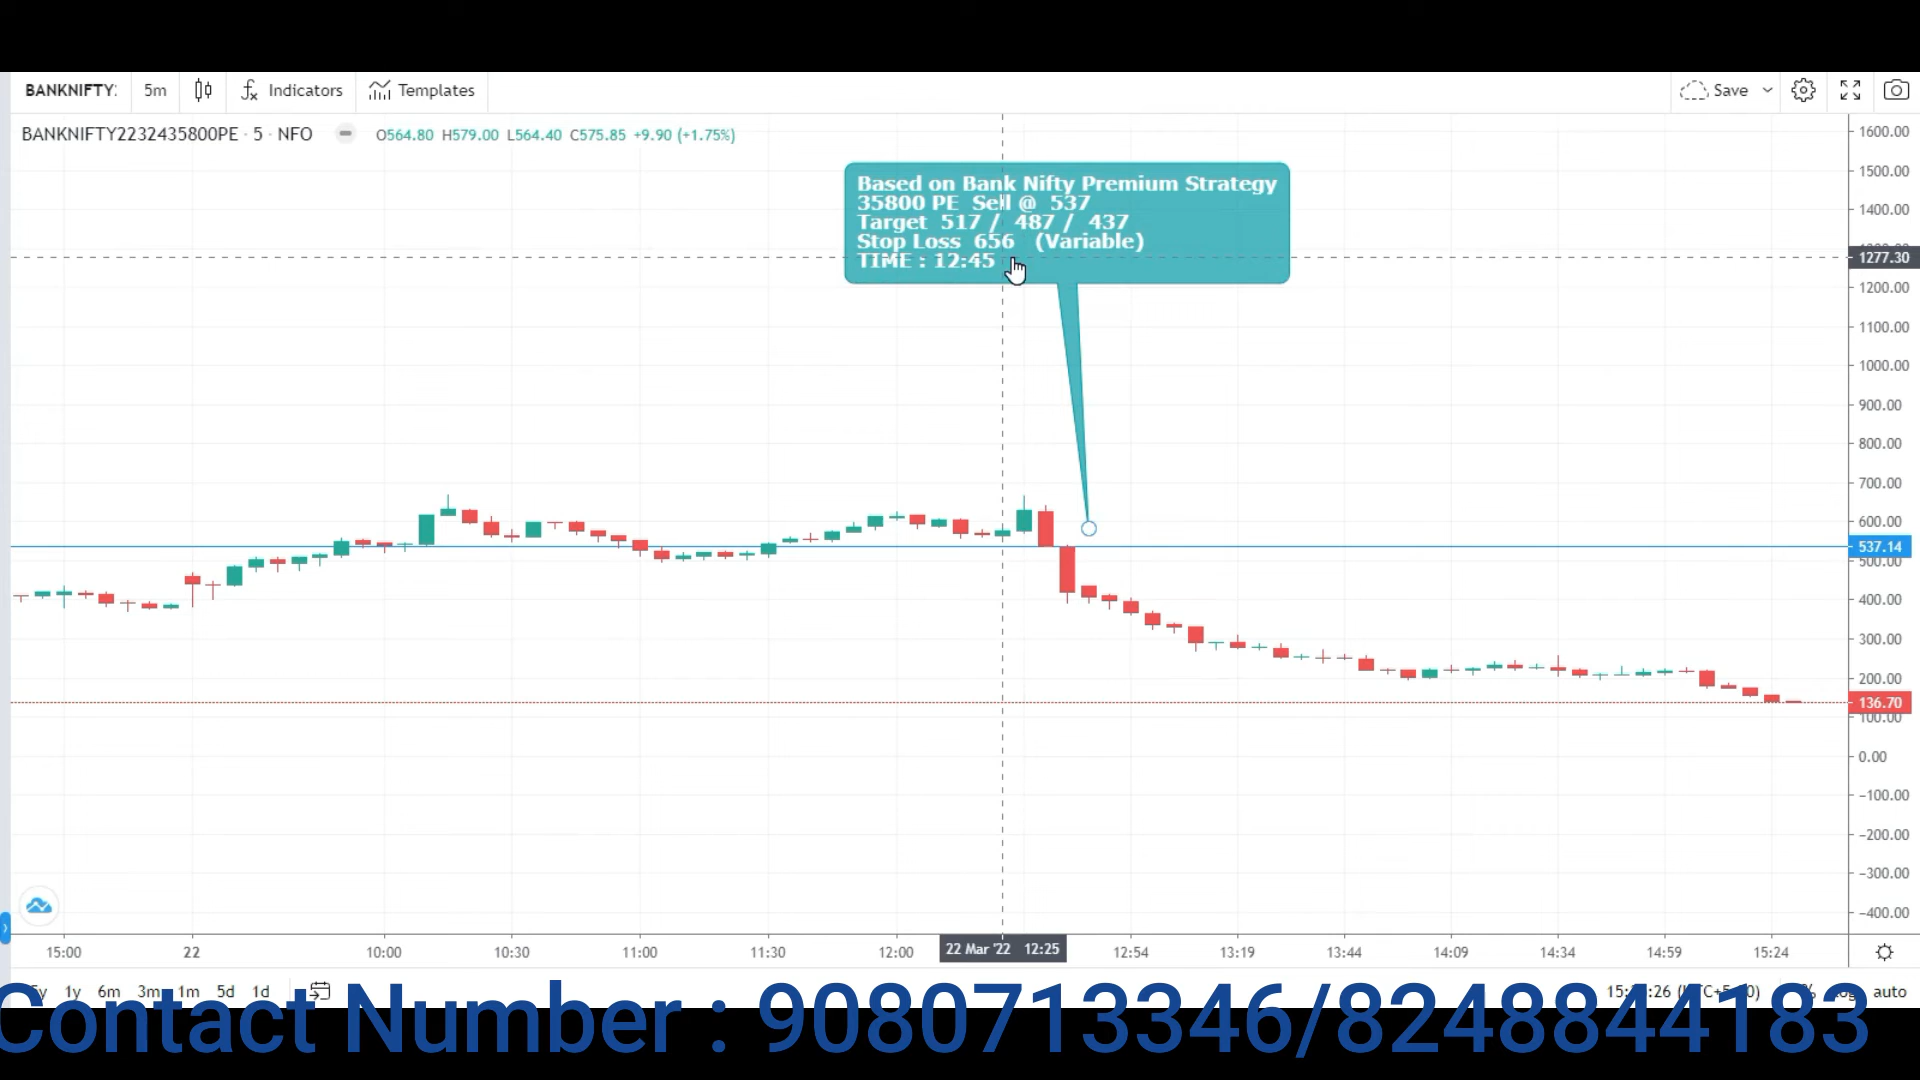 BANKNIFTY:
5m
Indicators
Templates
Save
BANKNIFTY2232435800PE · 5 · NFO
O564.80 H579.00 L564.40 C575.85 +9.90 (+1.75%)
Based on Bank Nifty Premium Strategy
35800 PE Sell @ 537
Target 517 / 487 / 437
Stop Loss 656 (Variable)
TIME : 12:45
1600.00
1500.00
1400.00
1277.30
1200.00
1100.00
1000.00
900.00
800.00
700.00
600.00
537.14
500.00
400.00
300.00
200.00
136.70
100.00
0.00
−100.00
−200.00
−300.00
−400.00
15:00 22 10:00 10:30 11:00 11:30 12:00 22 Mar '22 12:25 12:54 13:19 13:44 14:09 14:34 14:59 15:24
1y 6m 3m 1m 5d 1d
% auto
Contact Number : 9080713346/8248844183